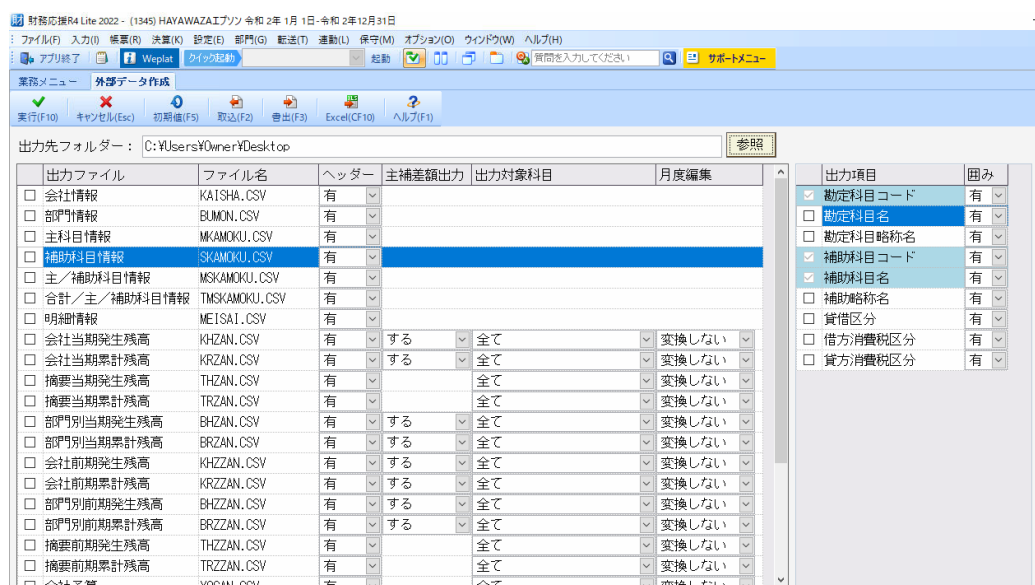 財 財務応援R4 Lite 2022 - (1345) HAYAWAZAエプソン 令和 2年 1月 1日-令和 2年12月31日
ファイル(F) 入力(I) 帳票(R) 決算(K) 設定(E) 部門(G) 転送(T) 連動(L) 保守(M) オプション(O) ウィンドウ(W) ヘルプ(H)
アプリ終了 i Weplat クイック起動 起動 質問を入力してください サポートメニュー
業務メニュー 外部データ作成
実行(F10) キャンセル(Esc) 初期値(F5) 取込(F2) 書出(F3) Excel(CF10) ヘルプ(F1)
出力先フォルダー： C:¥Users¥Owner¥Desktop 参照
出力ファイル ファイル名 ヘッダー 主補差額出力 出力対象科目 月度編集 出力項目 囲み
会社情報 KAISHA.CSV 有 勘定科目コード 有
部門情報 BUMON.CSV 有 勘定科目名 有
主科目情報 MKAMOKU.CSV 有 勘定科目略称名 有
補助科目情報 SKAMOKU.CSV 有 補助科目コード 有
主／補助科目情報 MSKAMOKU.CSV 有 補助科目名 有
合計／主／補助科目情報 TMSKAMOKU.CSV 有 補助略称名 有
明細情報 MEISAI.CSV 有 貸借区分 有
会社当期発生残高 KHZAN.CSV 有 する 全て 変換しない 借方消費税区分 有
会社当期累計残高 KRZAN.CSV 有 する 全て 変換しない 貸方消費税区分 有
摘要当期発生残高 THZAN.CSV 有 全て 変換しない
摘要当期累計残高 TRZAN.CSV 有 全て 変換しない
部門別当期発生残高 BHZAN.CSV 有 する 全て 変換しない
部門別当期累計残高 BRZAN.CSV 有 する 全て 変換しない
会社前期発生残高 KHZZAN.CSV 有 する 全て 変換しない
会社前期累計残高 KRZZAN.CSV 有 する 全て 変換しない
部門別前期発生残高 BHZZAN.CSV 有 する 全て 変換しない
部門別前期累計残高 BRZZAN.CSV 有 する 全て 変換しない
摘要前期発生残高 THZZAN.CSV 有 全て 変換しない
摘要前期累計残高 TRZZAN.CSV 有 全て 変換しない
会社予算 YOSAN.CSV 有 全て 変換しない